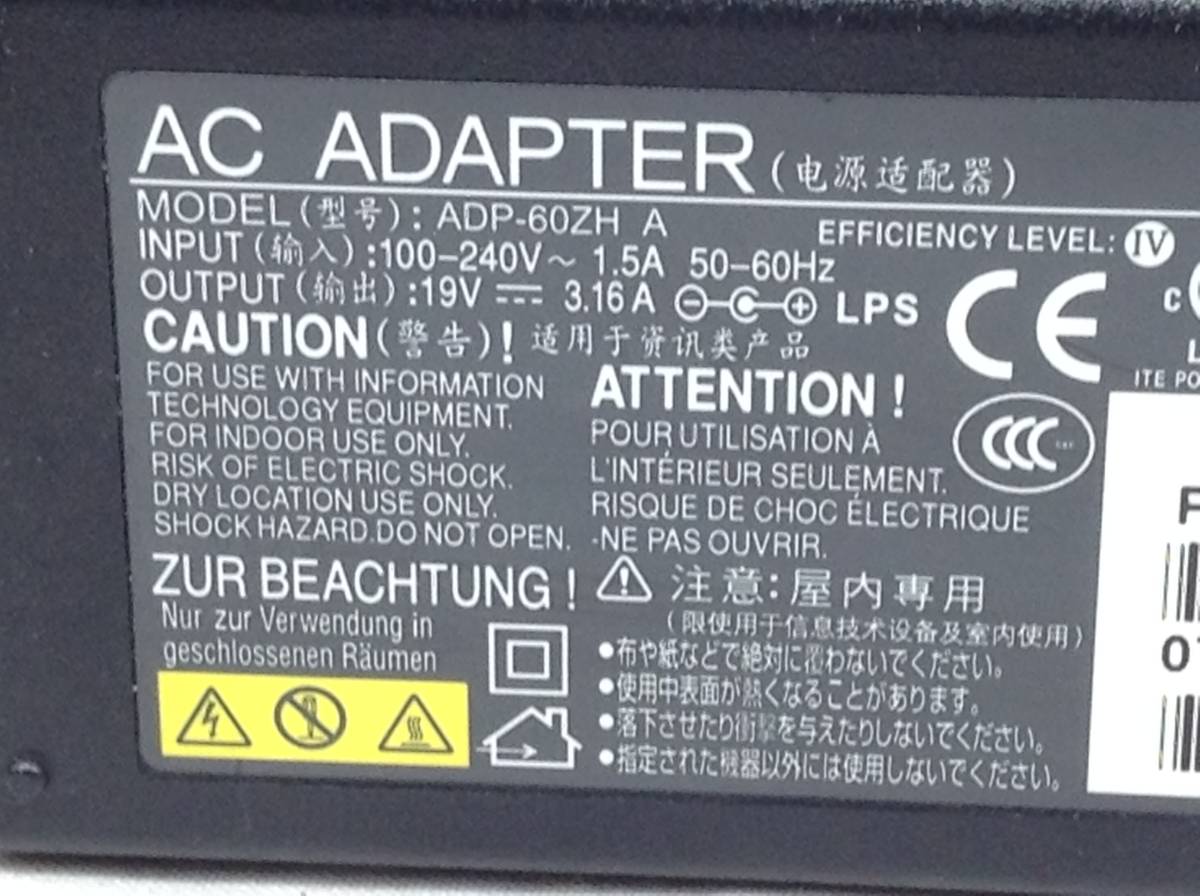 AC ADAPTER (电源适配器)
MODEL (型号): ADP-60ZH A
EFFICIENCY LEVEL: IV
INPUT (输入) :100-240V～ 1.5A 50-60Hz
OUTPUT (输出) :19V ⎓ 3.16A LPS
CE
C
CAUTION (警告)! 适用于资讯类产品
L
ITE PO
FOR USE WITH INFORMATION
TECHNOLOGY EQUIPMENT.
FOR INDOOR USE ONLY.
RISK OF ELECTRIC SHOCK.
DRY LOCATION USE ONLY.
SHOCK HAZARD.DO NOT OPEN.
ATTENTION !
POUR UTILISATION À
L'INTÉRIEUR SEULEMENT.
RISQUE DE CHOC ÉLECTRIQUE
-NE PAS OUVRIR.
CCC
ZUR BEACHTUNG !
Nur zur Verwendung in
geschlossenen Räumen
注意:屋内専用
(限使用于信息技术设备及室内使用)
●布や紙などで絶対に覆わないでください。
●使用中表面が熱くなることがあります。
●落下させたり衝撃を与えたりしないでください。
●指定された機器以外には使用しないでください。